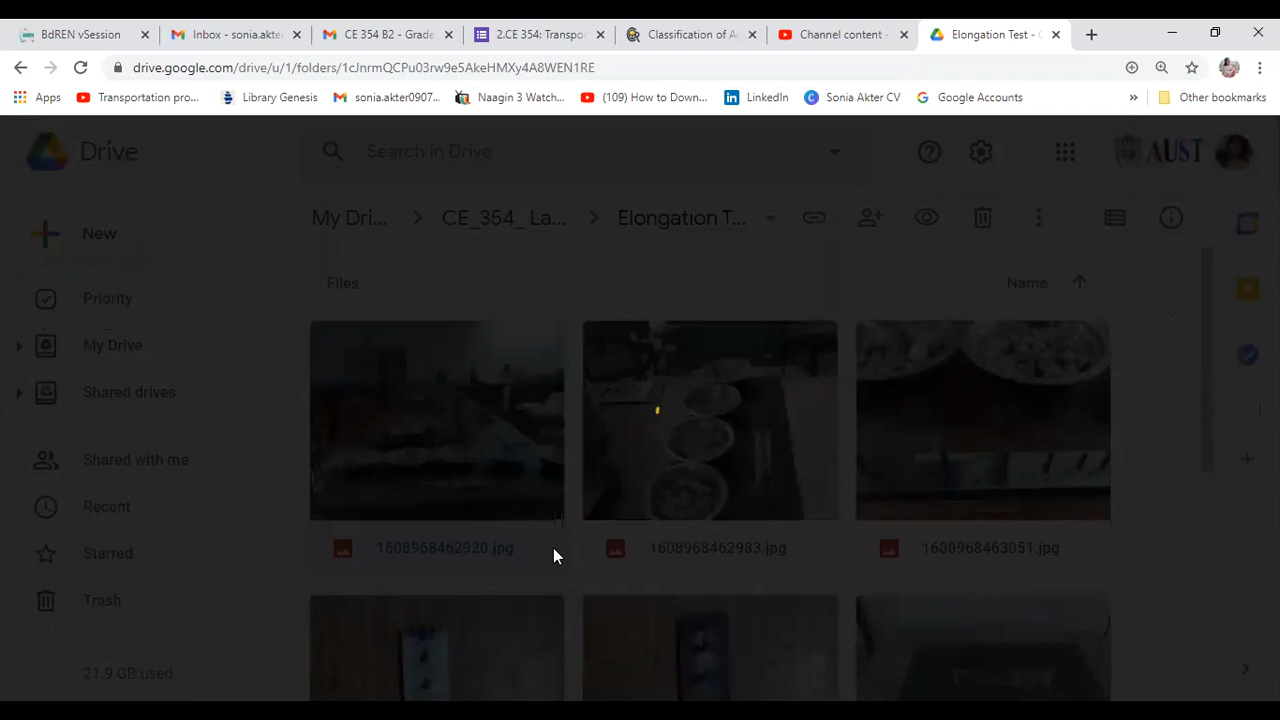 BdREN vSession
Inbox - sonia.akte
CE 354 B2 - Grade
2.CE 354: Transpo
Classification of A
Channel content -
Elongation Test - G
drive.google.com/drive/u/1/folders/1cJnrmQCPu03rw9e5AkeHMXy4A8WEN1RE
Apps
Transportation pro...
Library Genesis
sonia.akter0907...
Naagin 3 Watch...
(109) How to Down...
LinkedIn
Sonia Akter CV
Google Accounts
»
Other bookmarks
Drive
Search in Drive
AUST
New
My Dri... > CE_354_ La... > Elongation T...
Priority
My Drive
Shared drives
Shared with me
Recent
Starred
Trash
21.9 GB used
Files
Name
1608968462920.jpg
1608968462983.jpg
1608968463051.jpg